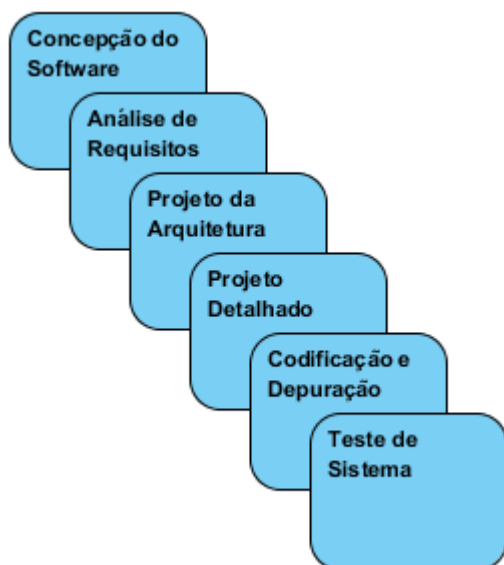 Concepção do
Software
Análise de
Requisitos
Projeto da
Arquitetura
Projeto
Detalhado
Codificação e
Depuração
Teste de
Sistema